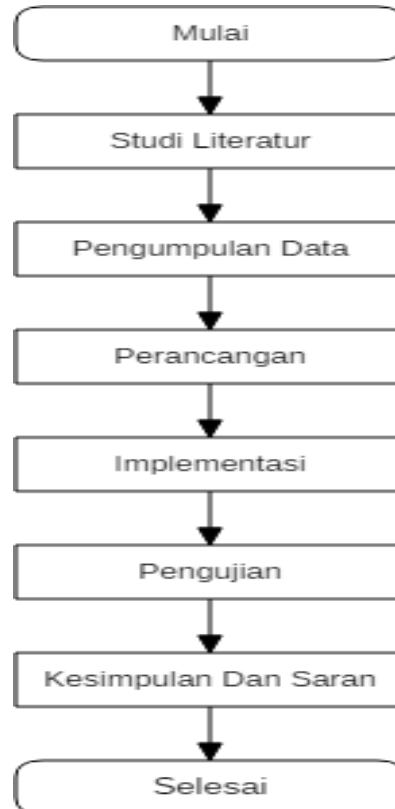 Mulai
Studi Literatur
Pengumpulan Data
Perancangan
Implementasi
Pengujian
Kesimpulan Dan Saran
Selesai